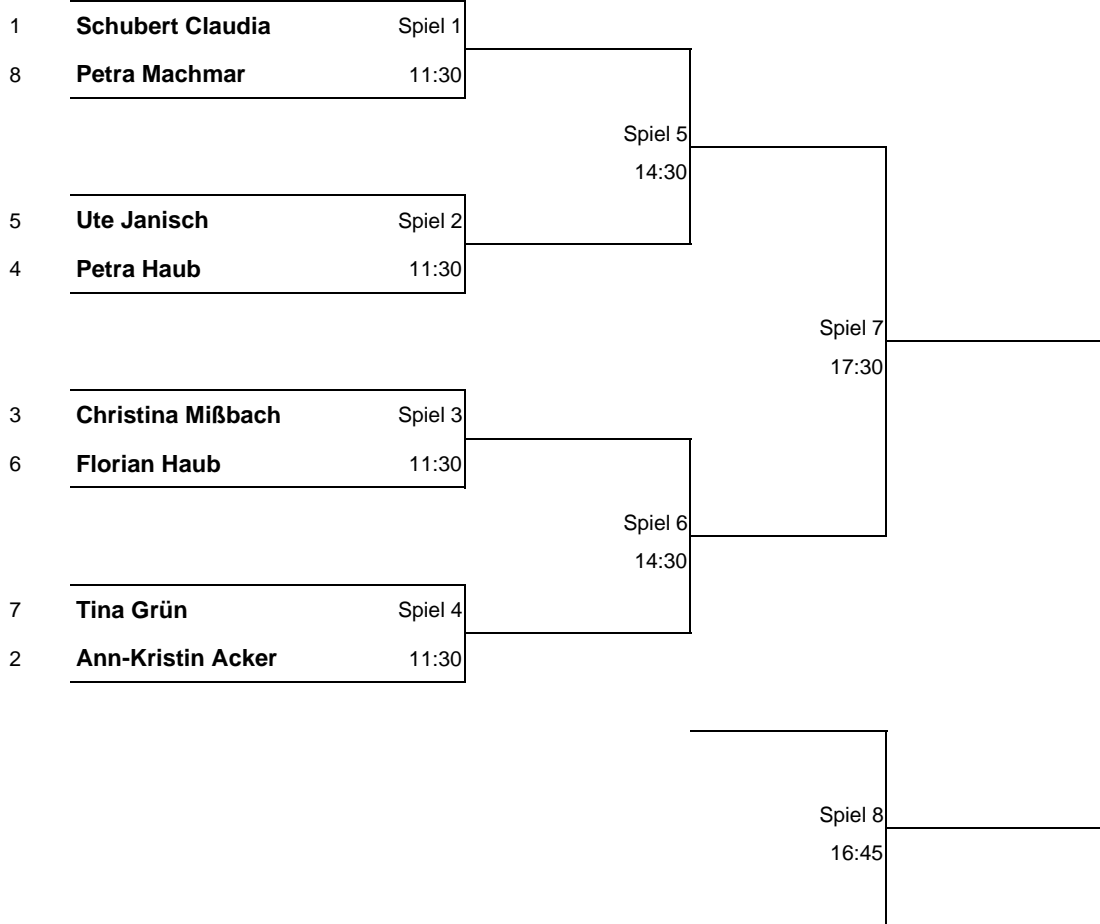 1 Schubert Claudia Spiel 1
8 Petra Machmar 11:30
Spiel 5
14:30
5 Ute Janisch Spiel 2
4 Petra Haub 11:30
Spiel 7
17:30
3 Christina Mißbach Spiel 3
6 Florian Haub 11:30
Spiel 6
14:30
7 Tina Grün Spiel 4
2 Ann-Kristin Acker 11:30
Spiel 8
16:45